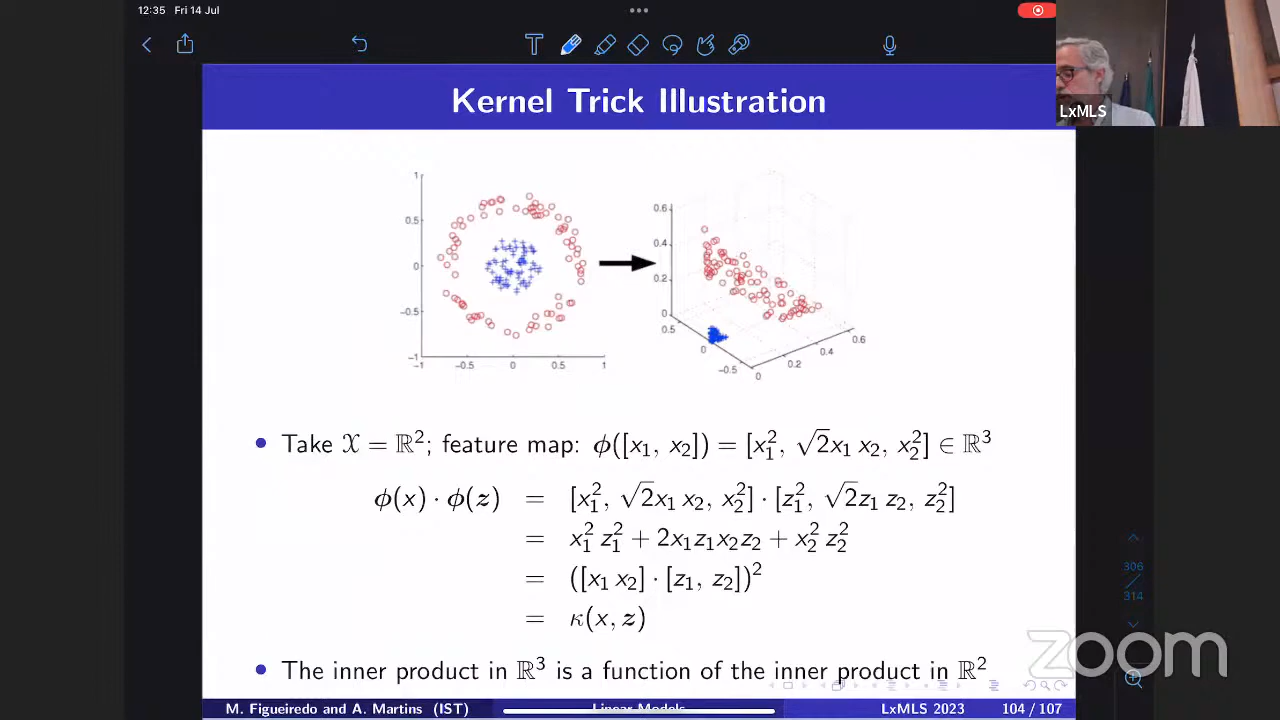 12:35 Fri 14 Jul
LxMLS
Kernel Trick Illustration
1
0.5
0
−0.5
−1
−1 −0.5 0 0.5 1
0.6
0.4
0.2
0
0.5
0
−0.5
0
0.2
0.4
0.6
• Take X = ℝ²; feature map: ϕ([x₁, x₂]) = [x₁², √2x₁ x₂, x₂²] ∈ ℝ³
ϕ(x) · ϕ(z) = [x₁², √2x₁ x₂, x₂²] · [z₁², √2z₁ z₂, z₂²]
= x₁² z₁² + 2x₁z₁x₂z₂ + x₂² z₂²
= ([x₁ x₂] · [z₁, z₂])²
= κ(x, z)
• The inner product in ℝ³ is a function of the inner product in ℝ²
306
314
zoom
M. Figueiredo and A. Martins (IST) Linear Models LxMLS 2023 104 / 107